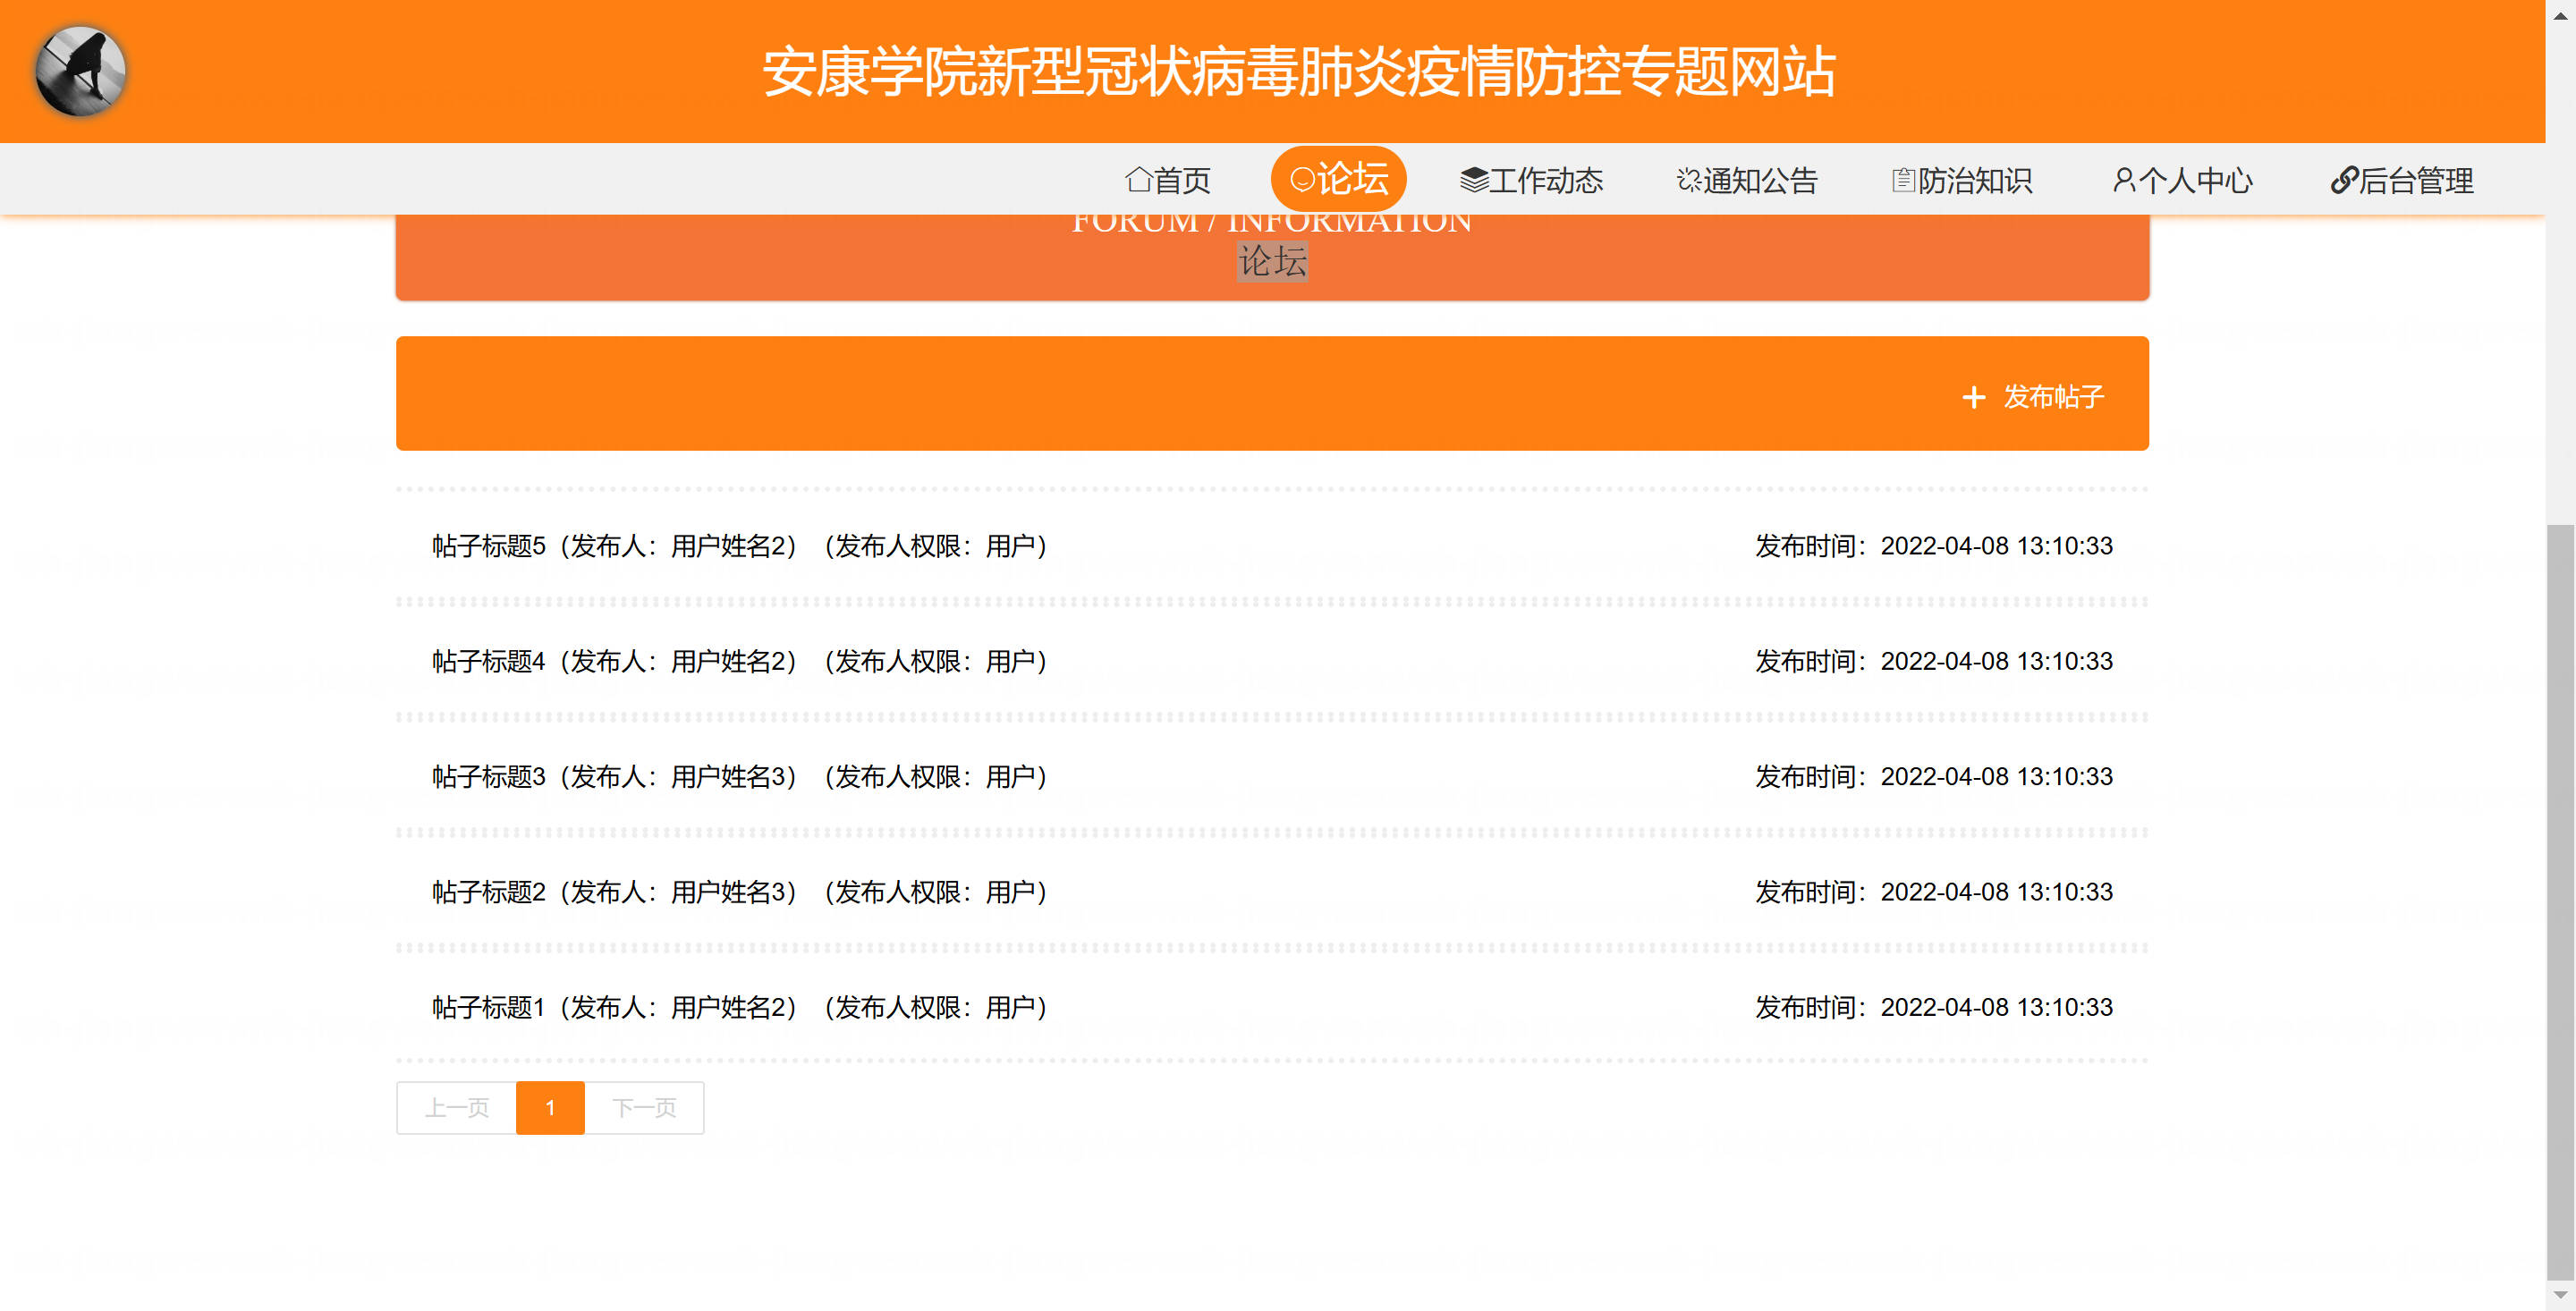 安康学院新型冠状病毒肺炎疫情防控专题网站
首页 论坛 工作动态 通知公告 防治知识 个人中心 后台管理
FORUM / INFORMATION
论坛
+ 发布帖子
帖子标题5（发布人：用户姓名2）（发布人权限：用户） 发布时间：2022-04-08 13:10:33
帖子标题4（发布人：用户姓名2）（发布人权限：用户） 发布时间：2022-04-08 13:10:33
帖子标题3（发布人：用户姓名3）（发布人权限：用户） 发布时间：2022-04-08 13:10:33
帖子标题2（发布人：用户姓名3）（发布人权限：用户） 发布时间：2022-04-08 13:10:33
帖子标题1（发布人：用户姓名2）（发布人权限：用户） 发布时间：2022-04-08 13:10:33
上一页 1 下一页